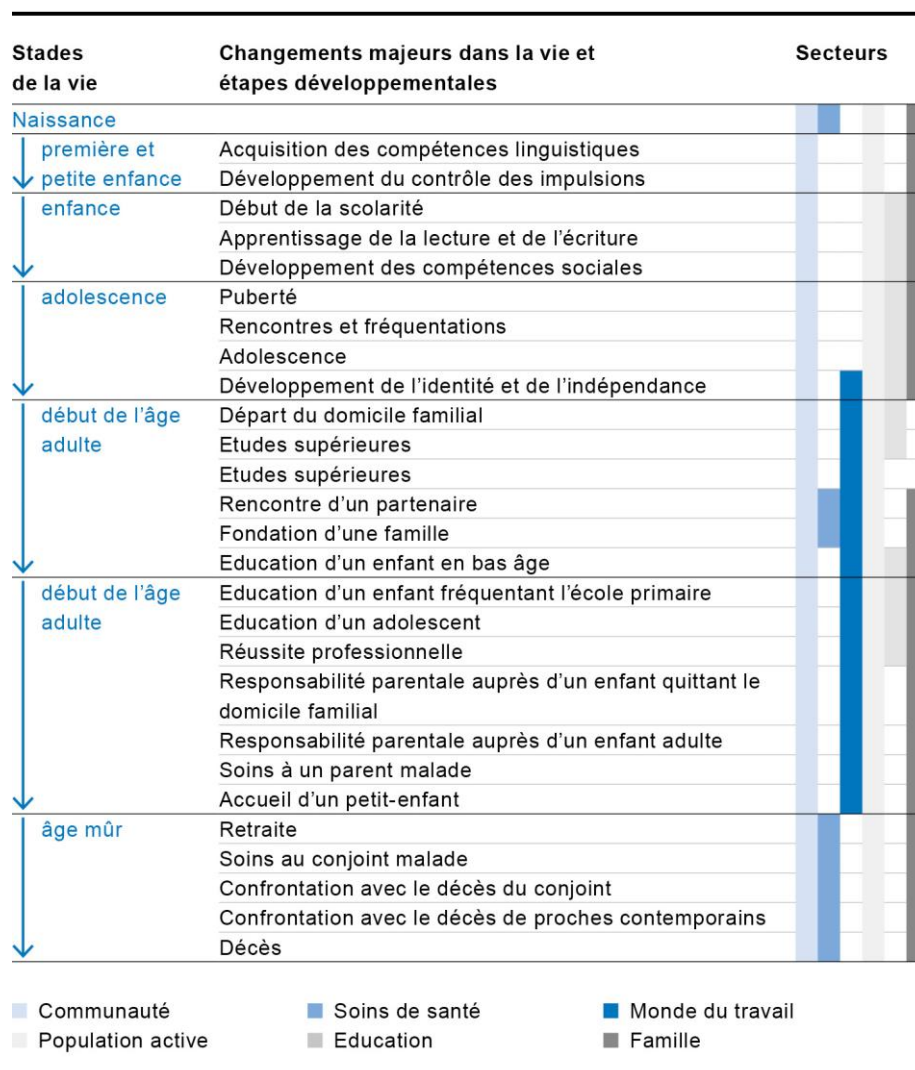 Stades
de la vie
Changements majeurs dans la vie et
étapes développementales
Secteurs
Naissance
première et
petite enfance
Acquisition des compétences linguistiques
Développement du contrôle des impulsions
enfance
Début de la scolarité
Apprentissage de la lecture et de l'écriture
Développement des compétences sociales
adolescence
Puberté
Rencontres et fréquentations
Adolescence
Développement de l'identité et de l'indépendance
début de l'âge
adulte
Départ du domicile familial
Etudes supérieures
Etudes supérieures
Rencontre d'un partenaire
Fondation d'une famille
Education d'un enfant en bas âge
début de l'âge
adulte
Education d'un enfant fréquentant l'école primaire
Education d'un adolescent
Réussite professionnelle
Responsabilité parentale auprès d'un enfant quittant le
domicile familial
Responsabilité parentale auprès d'un enfant adulte
Soins à un parent malade
Accueil d'un petit-enfant
âge mûr
Retraite
Soins au conjoint malade
Confrontation avec le décès du conjoint
Confrontation avec le décès de proches contemporains
Décès
Communauté
Soins de santé
Monde du travail
Population active
Education
Famille